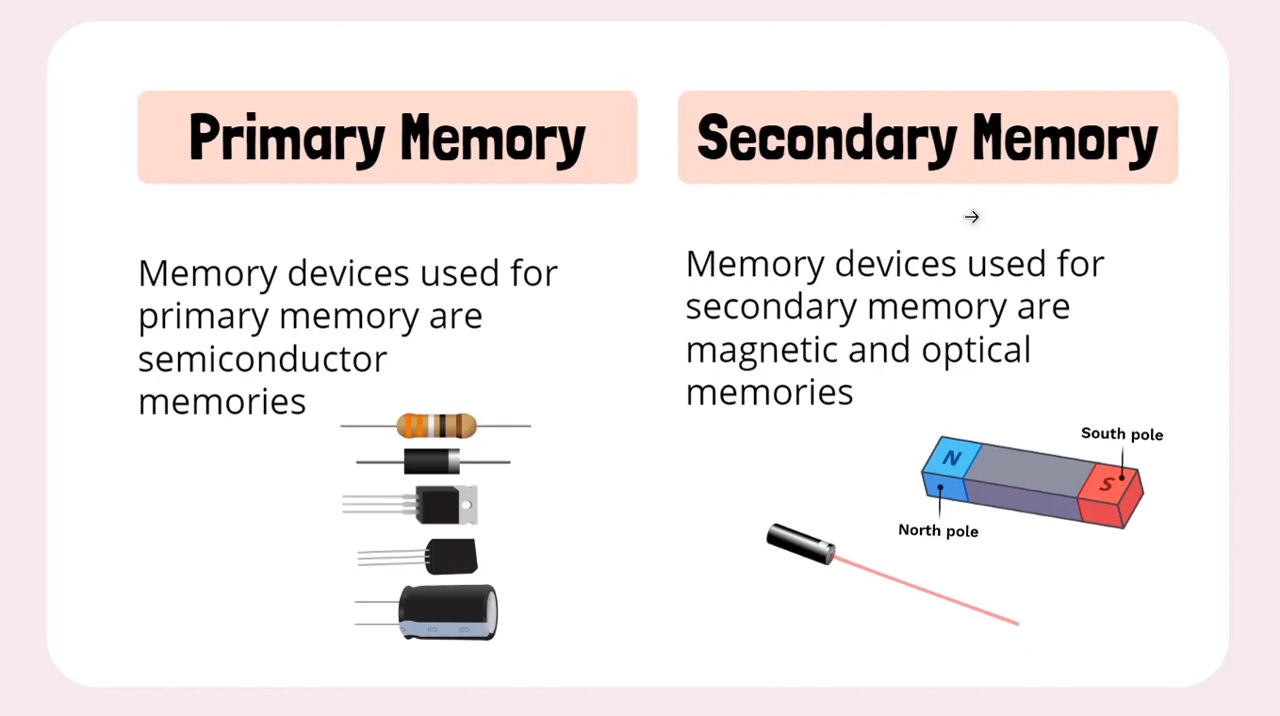 Primary Memory
Secondary Memory
Memory devices used for
primary memory are
semiconductor
memories
Memory devices used for
secondary memory are
magnetic and optical
memories
South pole
N
S
North pole